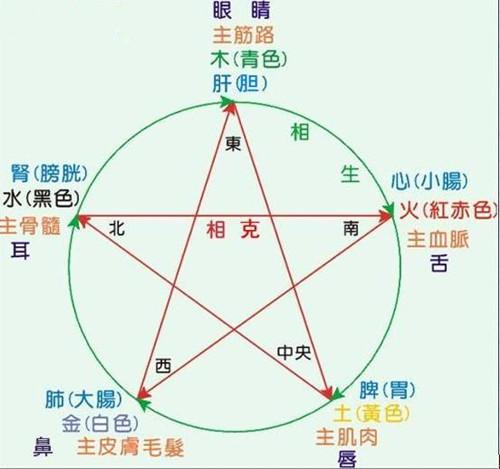 眼 睛
主筋路
木(青色)
肝(胆)
東
相
生
腎(膀胱)
水(黑色)
主骨髓
耳
北
心(小腸)
火(紅赤色)
主血脈
舌
南
相 克
西
中央
肺(大腸)
金(白色)
鼻
主皮膚毛髮
脾(胃)
土(黃色)
主肌肉
唇